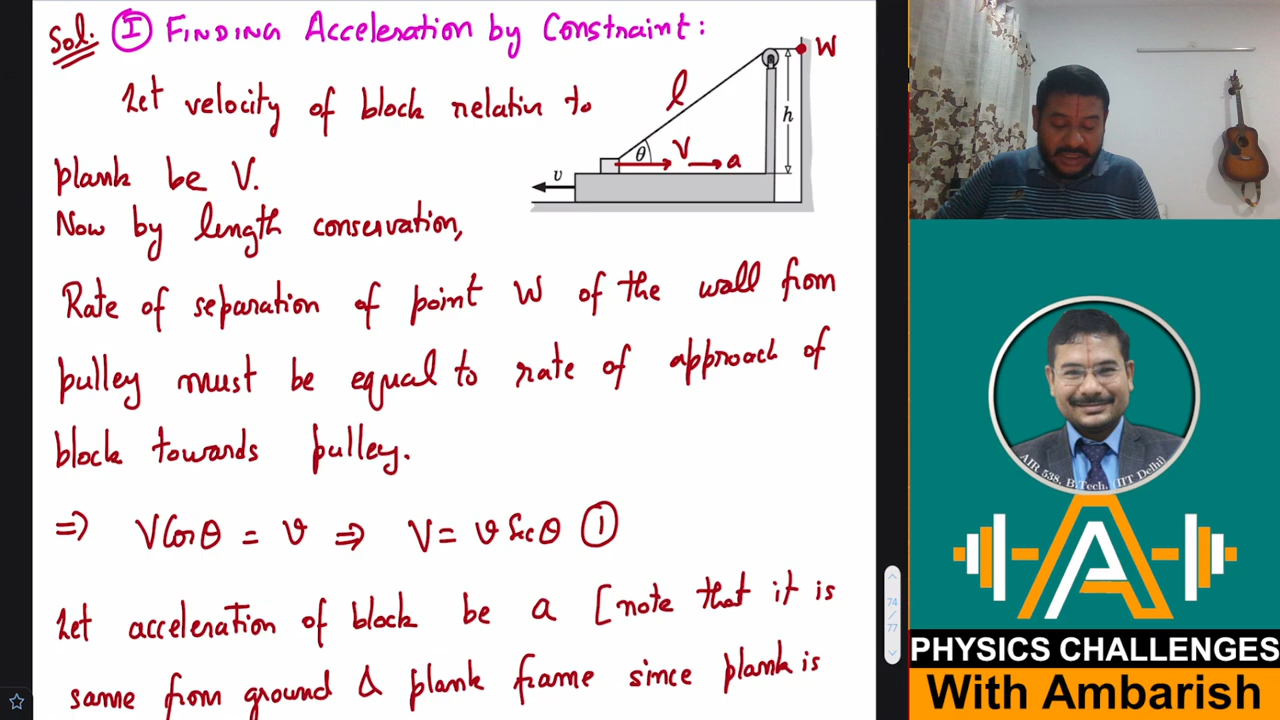 Sol. I FINDING Acceleration by Constraint:
Let velocity of block relativ to
plank be V.
Now by length conservation,
Rate of separation of point W of the wall from
pulley must be equal to rate of approach of
block towards pulley.
⇒ V Cos θ = v ⇒ V = v Sec θ ①
Let acceleration of block be a [note that it is
same from ground & plank frame since plank is
W
l
h
θ
V
a
v
74
/
77
AIR 538, B.Tech. (IIT Delhi)
PHYSICS CHALLENGES
With Ambarish